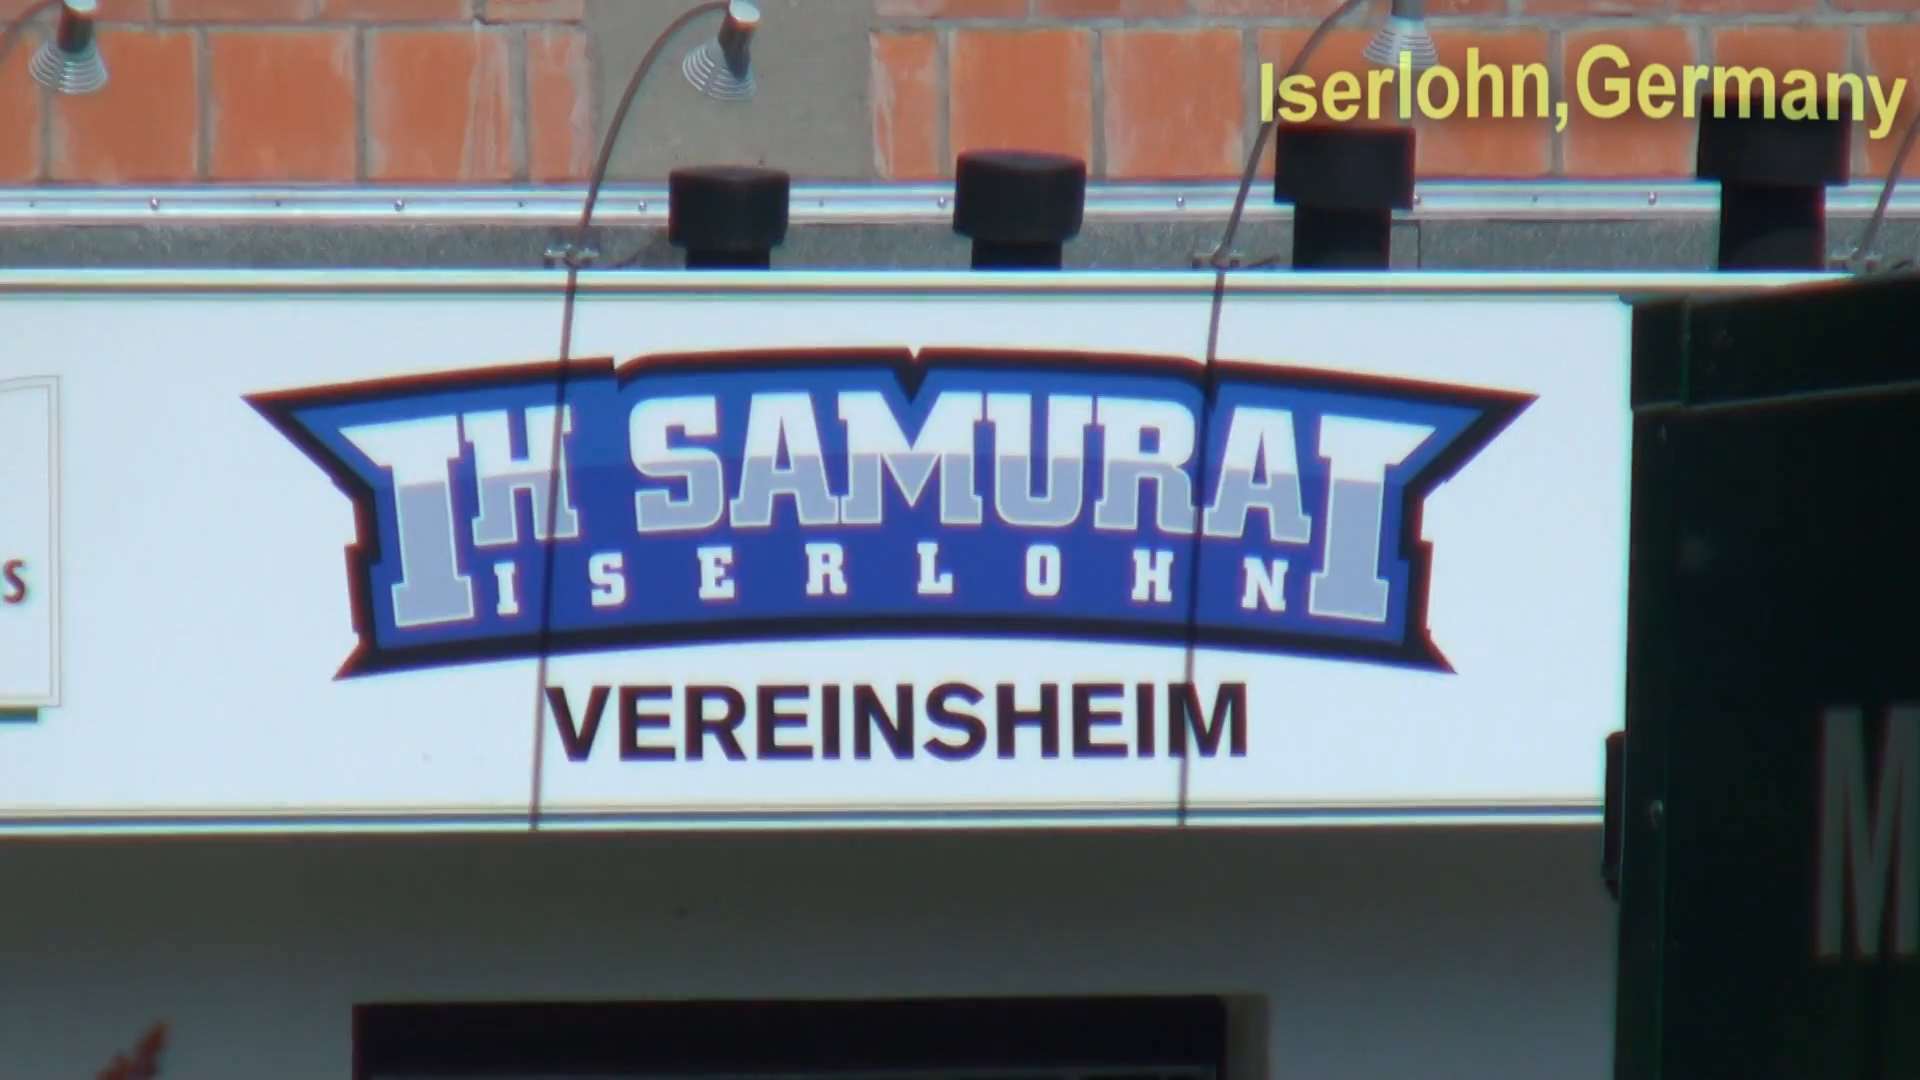 Iserlohn,Germany
IH SAMURAI
ISERLOHN
VEREINSHEIM
s
M